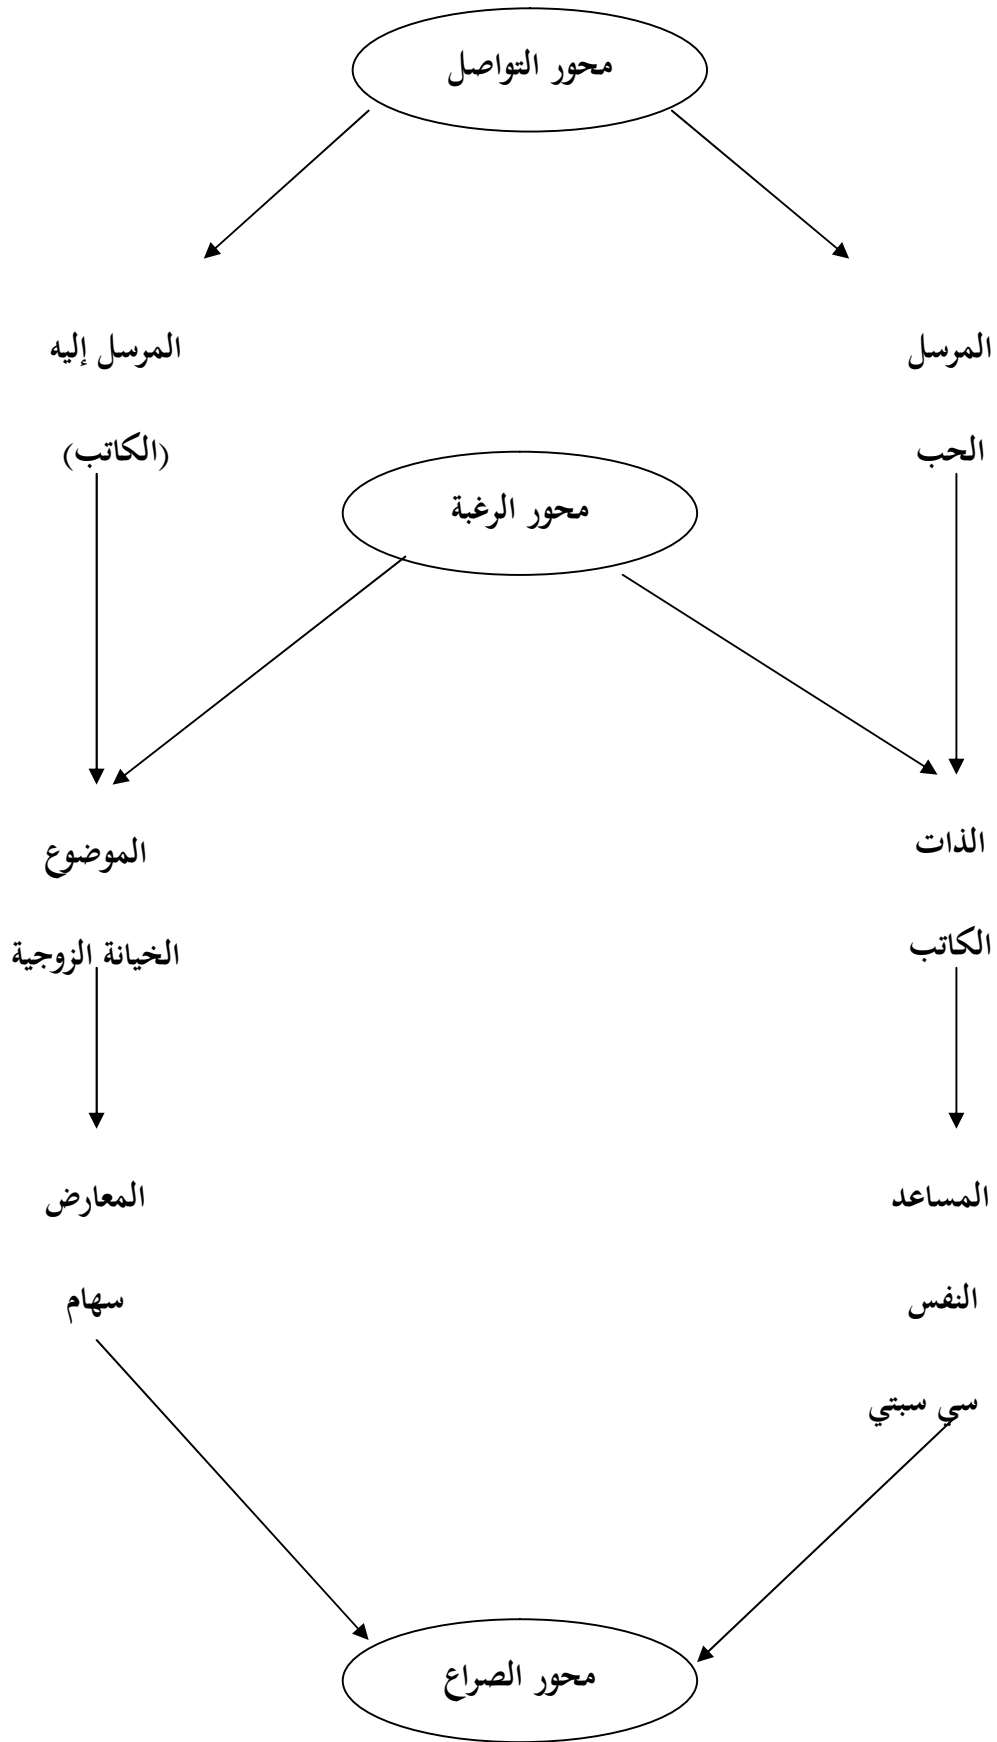 محور التواصل
المرسل
المرسل إليه
الحب
(الكاتب)
محور الرغبة
الذات
الموضوع
الكاتب
الخيانة الزوجية
المساعد
المعارض
النفس
سهام
سي سبتي
محور الصراع